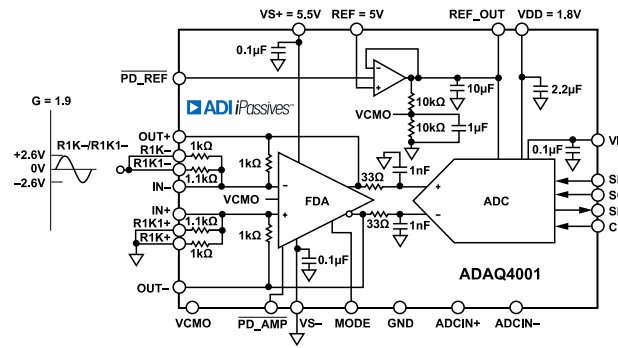 VS+ = 5.5V REF = 5V REF_OUT VDD = 1.8V
0.1µF
PD_REF
10µF
2.2µF
ADI iPassives™
10kΩ
VCMO
10kΩ
1µF
0.1µF
G = 1.9
R1K–/R1K1–
+2.6V
0V
–2.6V
OUT+
R1K–
1kΩ
R1K1–
1.1kΩ
IN–
1kΩ
VCMO
FDA
33Ω
1nF
ADC
IN+
R1K1+
1.1kΩ
R1K+
1kΩ
1kΩ
33Ω
1nF
0.1µF
OUT–
ADAQ4001
VCMO PD_AMP VS– MODE GND ADCIN+ ADCIN–